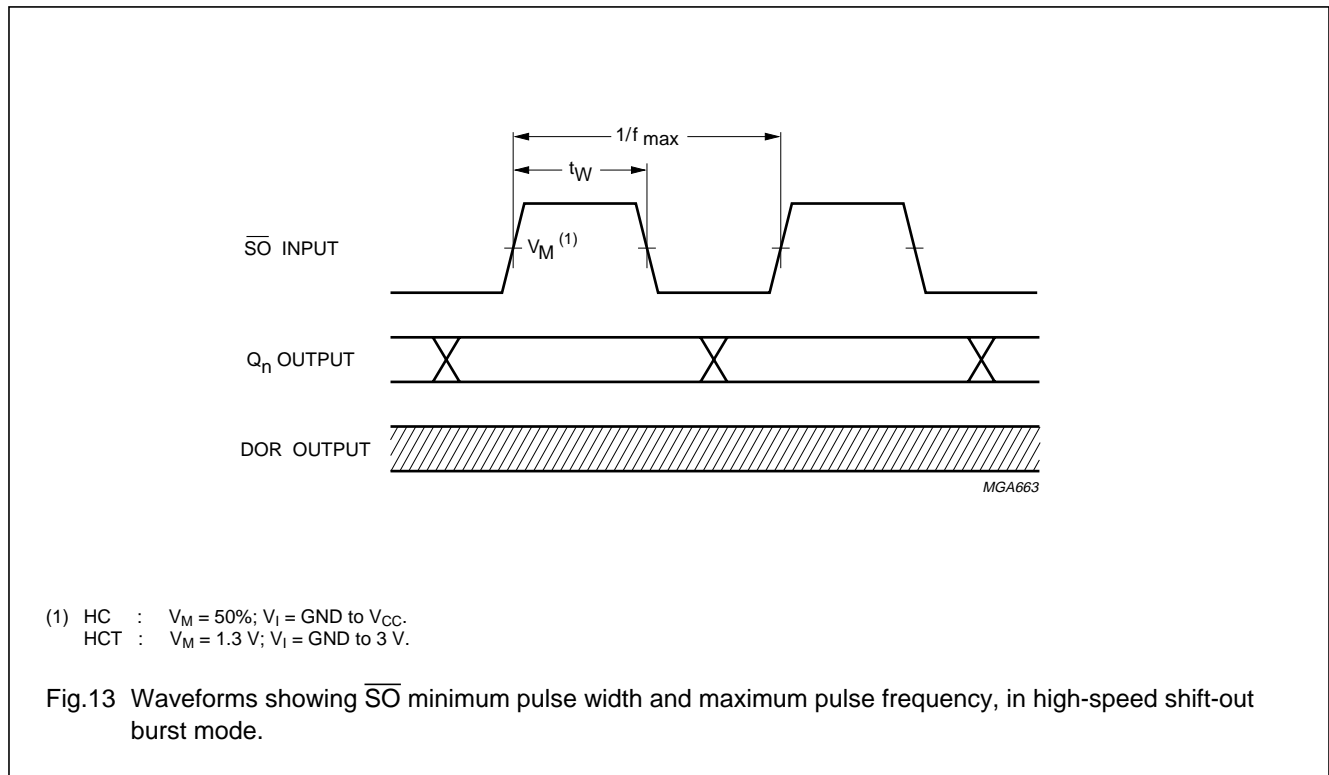 1/f max
tW
SO INPUT
VM (1)
Qn OUTPUT
DOR OUTPUT
MGA663
(1) HC : VM = 50%; VI = GND to VCC.
HCT : VM = 1.3 V; VI = GND to 3 V.
Fig.13 Waveforms showing SO minimum pulse width and maximum pulse frequency, in high-speed shift-out
burst mode.